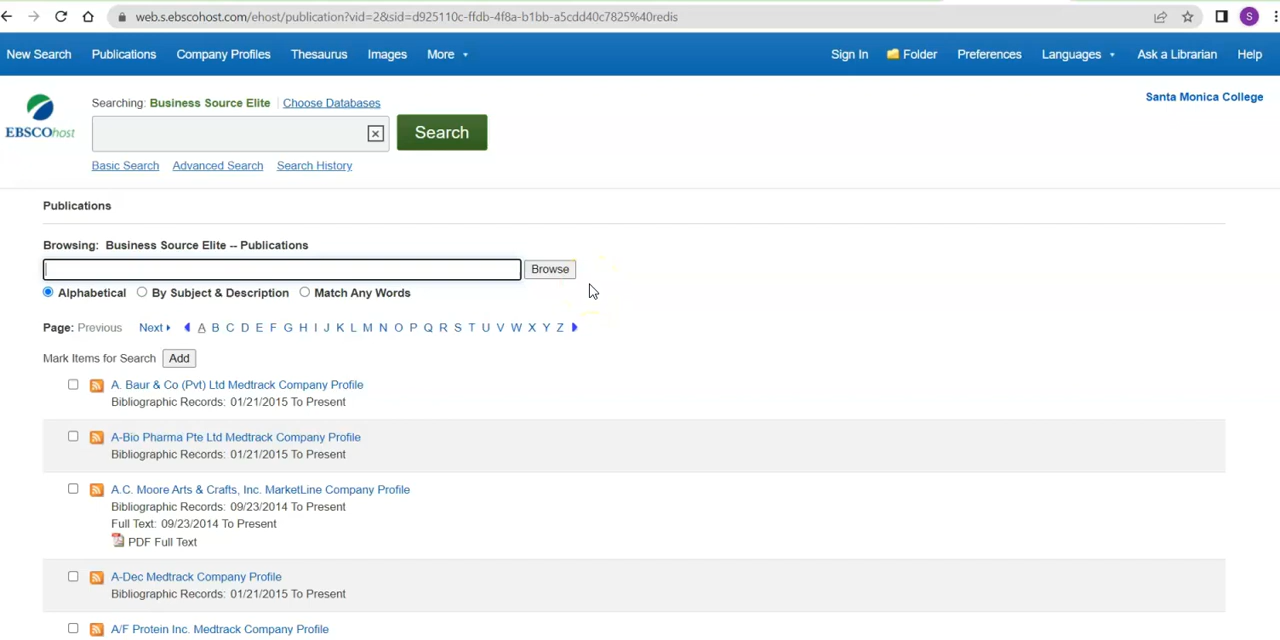 web.s.ebscohost.com/ehost/publication?vid=2&sid=d925110c-ffdb-4f8a-b1bb-a5cdd40c7825%40redis
S
New Search Publications Company Profiles Thesaurus Images More Sign In Folder Preferences Languages Ask a Librarian Help
Santa Monica College
EBSCOhost
Searching: Business Source Elite Choose Databases
Search
Basic Search Advanced Search Search History
Publications
Browsing: Business Source Elite -- Publications
Browse
Alphabetical By Subject & Description Match Any Words
Page: Previous Next A B C D E F G H I J K L M N O P Q R S T U V W X Y Z
Mark Items for Search Add
A. Baur & Co (Pvt) Ltd Medtrack Company Profile
Bibliographic Records: 01/21/2015 To Present
A-Bio Pharma Pte Ltd Medtrack Company Profile
Bibliographic Records: 01/21/2015 To Present
A.C. Moore Arts & Crafts, Inc. MarketLine Company Profile
Bibliographic Records: 09/23/2014 To Present
Full Text: 09/23/2014 To Present
PDF Full Text
A-Dec Medtrack Company Profile
Bibliographic Records: 01/21/2015 To Present
A/F Protein Inc. Medtrack Company Profile